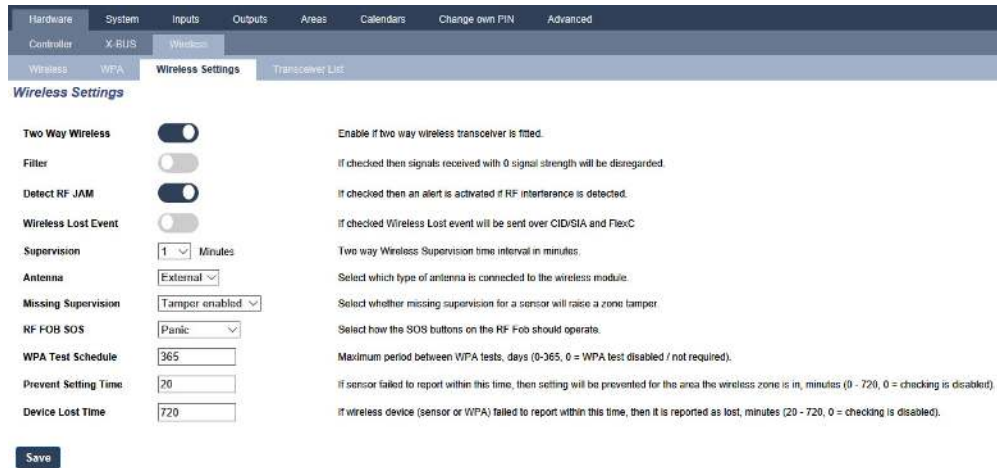 Hardware System Inputs Outputs Areas Calendars Change own PIN Advanced
Controller X-BUS Wireless
Wireless WPA Wireless Settings Transceiver List
Wireless Settings
Two Way Wireless Enable if two way wireless transceiver is fitted.
Filter If checked then signals received with 0 signal strength will be disregarded.
Detect RF JAM If checked then an alert is activated if RF interference is detected.
Wireless Lost Event If checked Wireless Lost event will be sent over CID/SIA and FlexC
Supervision 1 Minutes Two way Wireless Supervision time interval in minutes.
Antenna External Select which type of antenna is connected to the wireless module.
Missing Supervision Tamper enabled Select whether missing supervision for a sensor will raise a zone tamper.
RF FOB SOS Panic Select how the SOS buttons on the RF Fob should operate.
WPA Test Schedule 365 Maximum period between WPA tests, days (0-365, 0 = WPA test disabled / not required).
Prevent Setting Time 20 If sensor failed to report within this time, then setting will be prevented for the area the wireless zone is in, minutes (0 - 720, 0 = checking is disabled).
Device Lost Time 720 If wireless device (sensor or WPA) failed to report within this time, then it is reported as lost, minutes (20 - 720, 0 = checking is disabled).
Save